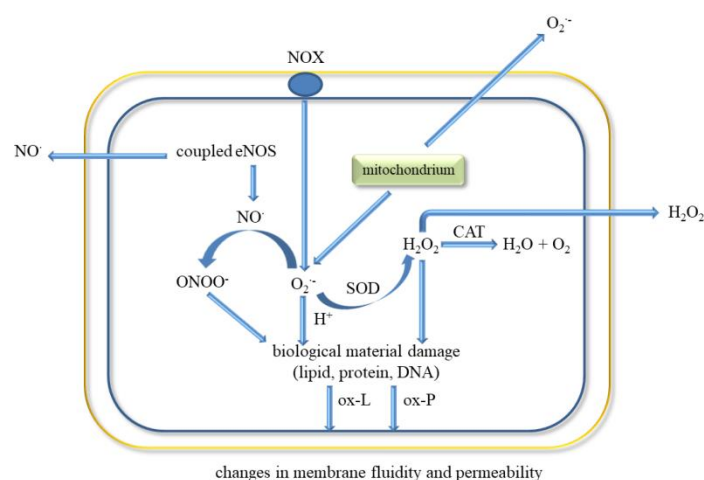 O₂·-
NOX
NO·
coupled eNOS
mitochondrium
NO·
H₂O₂
CAT
H₂O₂
H₂O + O₂
ONOO-
O₂·-
SOD
H⁺
biological material damage
(lipid, protein, DNA)
ox-L
ox-P
changes in membrane fluidity and permeability